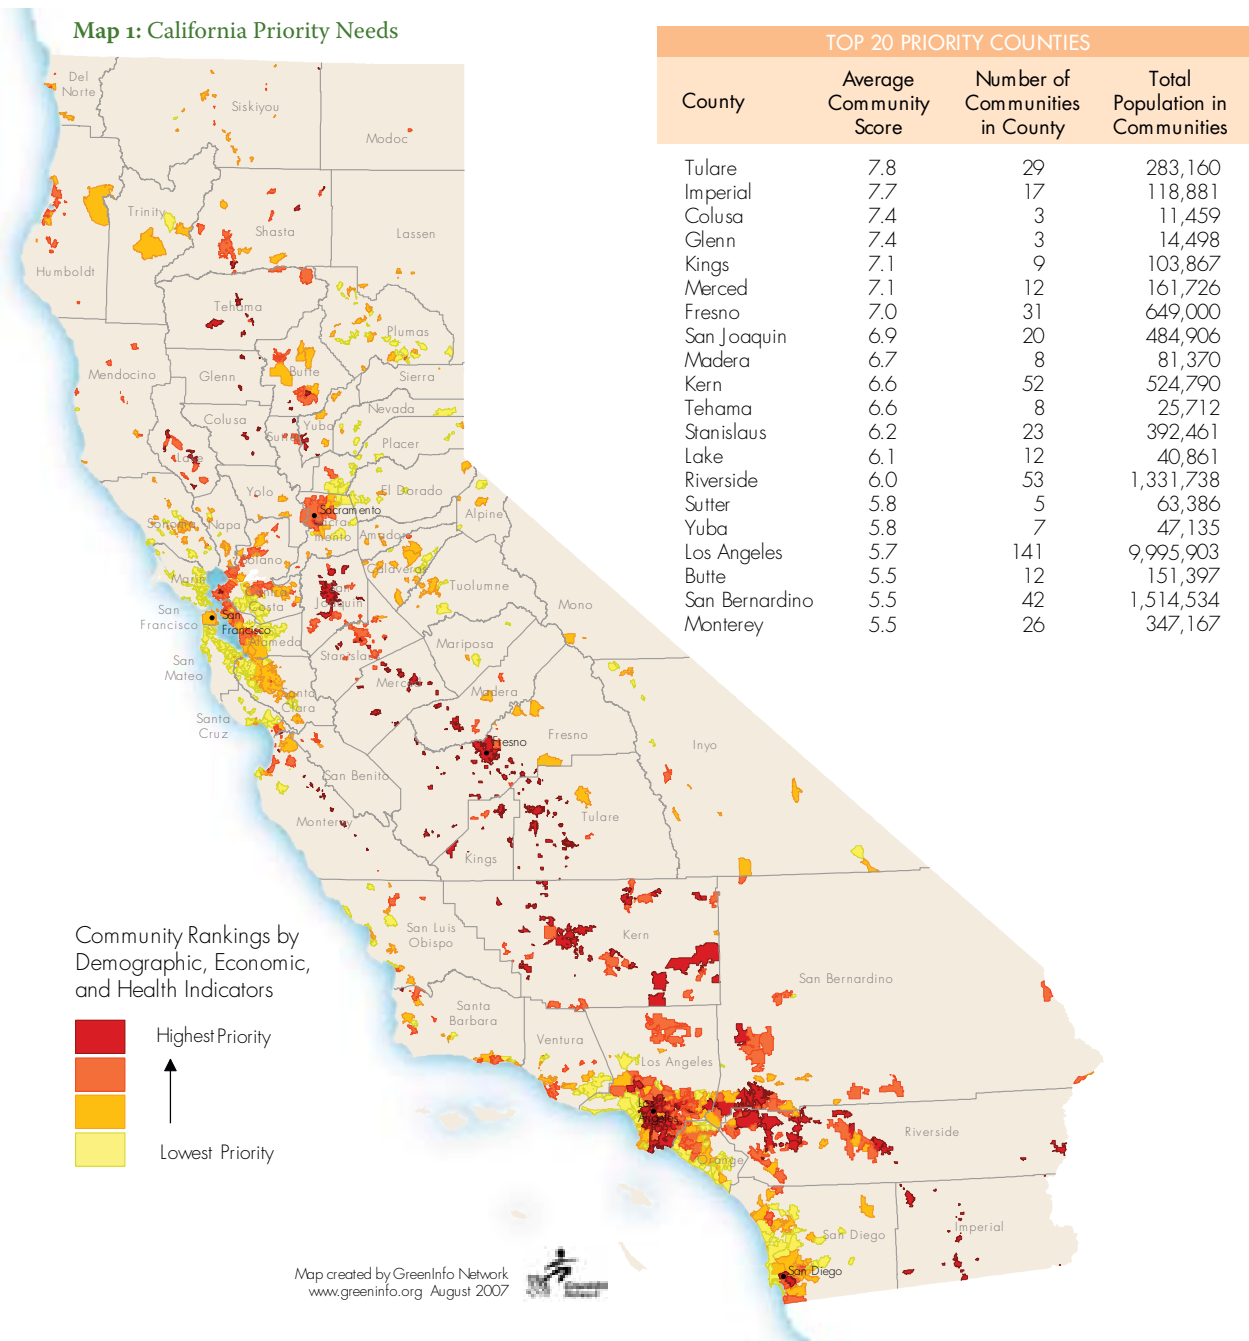 Map 1: California Priority Needs
TOP 20 PRIORITY COUNTIES
County
Average Community Score
Number of Communities in County
Total Population in Communities
Tulare 7.8 29 283,160
Imperial 7.7 17 118,881
Colusa 7.4 3 11,459
Glenn 7.4 3 14,498
Kings 7.1 9 103,867
Merced 7.1 12 161,726
Fresno 7.0 31 649,000
San Joaquin 6.9 20 484,906
Madera 6.7 8 81,370
Kern 6.6 52 524,790
Tehama 6.6 8 25,712
Stanislaus 6.2 23 392,461
Lake 6.1 12 40,861
Riverside 6.0 53 1,331,738
Sutter 5.8 5 63,386
Yuba 5.8 7 47,135
Los Angeles 5.7 141 9,995,903
Butte 5.5 12 151,397
San Bernardino 5.5 42 1,514,534
Monterey 5.5 26 347,167
Del
Norte
Siskiyou
Modoc
Trinity
Shasta
Lassen
Humboldt
Tehama
Plumas
Mendocino
Glenn
Butte
Sierra
Colusa
Nevada
Yuba
Sutter
Placer
Lake
Yolo
El Dorado
Sacramento
Sacra-
mento
Alpine
Sonoma
Napa
Amador
Solano
Calaveras
Marin
Tuolumne
Contra
Costa
San
Joaquin
Mono
San
Francisco
San
Francisco
Alameda
Stanislaus
Mariposa
San
Mateo
Merced
Madera
Santa
Clara
Santa
Cruz
Fresno
Fresno
Inyo
San Benito
Monterey
Tulare
Kings
San Luis
Obispo
Kern
San Bernardino
Santa
Barbara
Ventura
Los Angeles
Los
Angeles
Orange
Riverside
San Diego
Imperial
San Diego
Community Rankings by
Demographic, Economic,
and Health Indicators
Highest Priority
Lowest Priority
Map created by GreenInfo Network
www.greeninfo.org August 2007
GreenInfo
Network